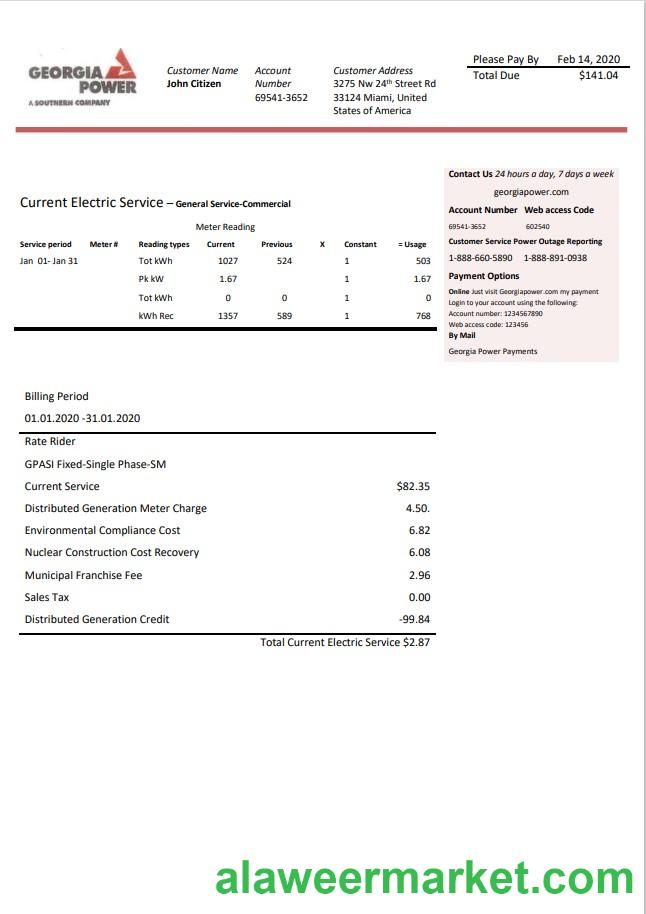 GEORGIA
POWER
A SOUTHERN COMPANY
Customer Name
John Citizen
Account
Number
69541-3652
Customer Address
3275 Nw 24th Street Rd
33124 Miami, United
States of America
Please Pay By Feb 14, 2020
Total Due $141.04
Contact Us 24 hours a day, 7 days a week
georgiapower.com
Account Number Web access Code
69541-3652 602540
Customer Service Power Outage Reporting
1-888-660-5890 1-888-891-0938
Payment Options
Online Just visit Georgiapower.com my payment
Login to your account using the following:
Account number: 1234567890
Web access code: 123456
By Mail
Georgia Power Payments
Current Electric Service – General Service-Commercial
Meter Reading
Service period Meter # Reading types Current Previous X Constant = Usage
Jan 01- Jan 31 Tot kWh 1027 524 1 503
Pk kW 1.67 1 1.67
Tot kWh 0 0 1 0
kWh Rec 1357 589 1 768
Billing Period
01.01.2020 -31.01.2020
Rate Rider
GPASI Fixed-Single Phase-SM
Current Service $82.35
Distributed Generation Meter Charge 4.50.
Environmental Compliance Cost 6.82
Nuclear Construction Cost Recovery 6.08
Municipal Franchise Fee 2.96
Sales Tax 0.00
Distributed Generation Credit -99.84
Total Current Electric Service $2.87
alaweermarket.com